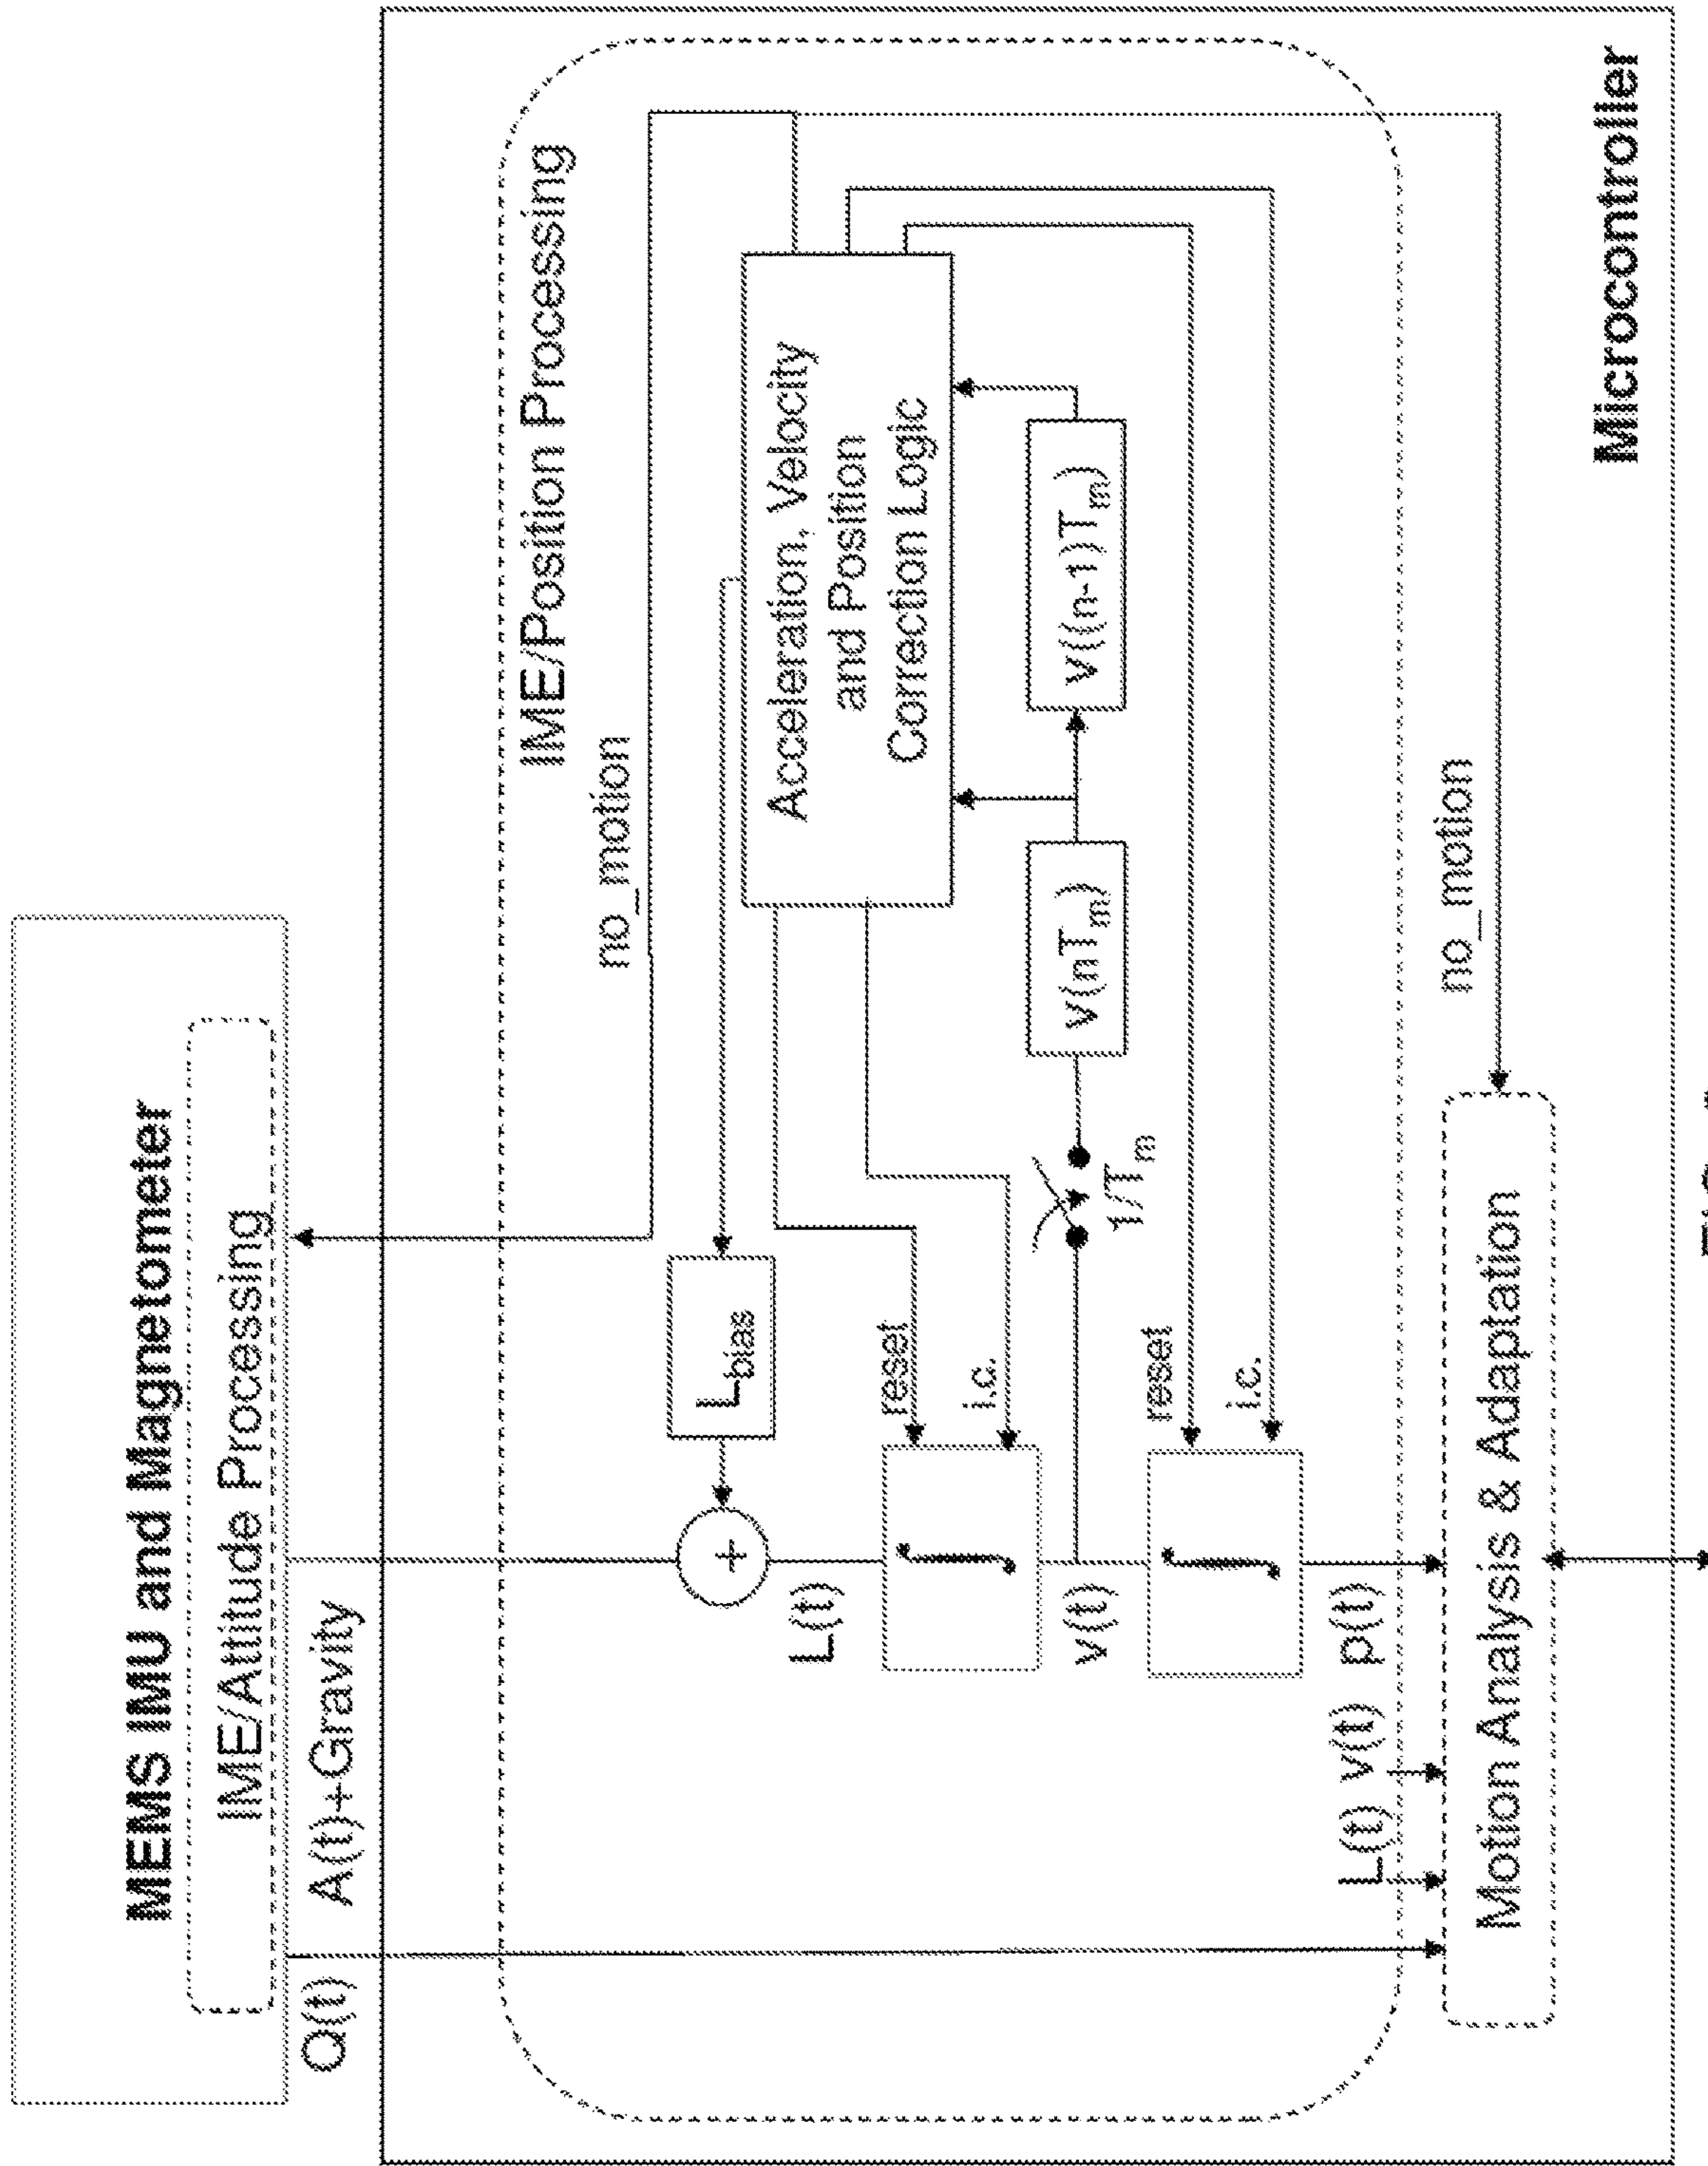 MEMS IMU and Magnetometer
IME/Attitude Processing
Q(t)
A(t)+Gravity
IME/Position Processing
no_motion
L_bias
+
Acceleration, Velocity
and Position
Correction Logic
L(t)
reset
i.c.
∫
v(t)
1/T_m
v(nT_m)
v((n-1)T_m)
reset
i.c.
∫
L(t)
v(t)
p(t)
no_motion
Motion Analysis & Adaptation
Microcontroller